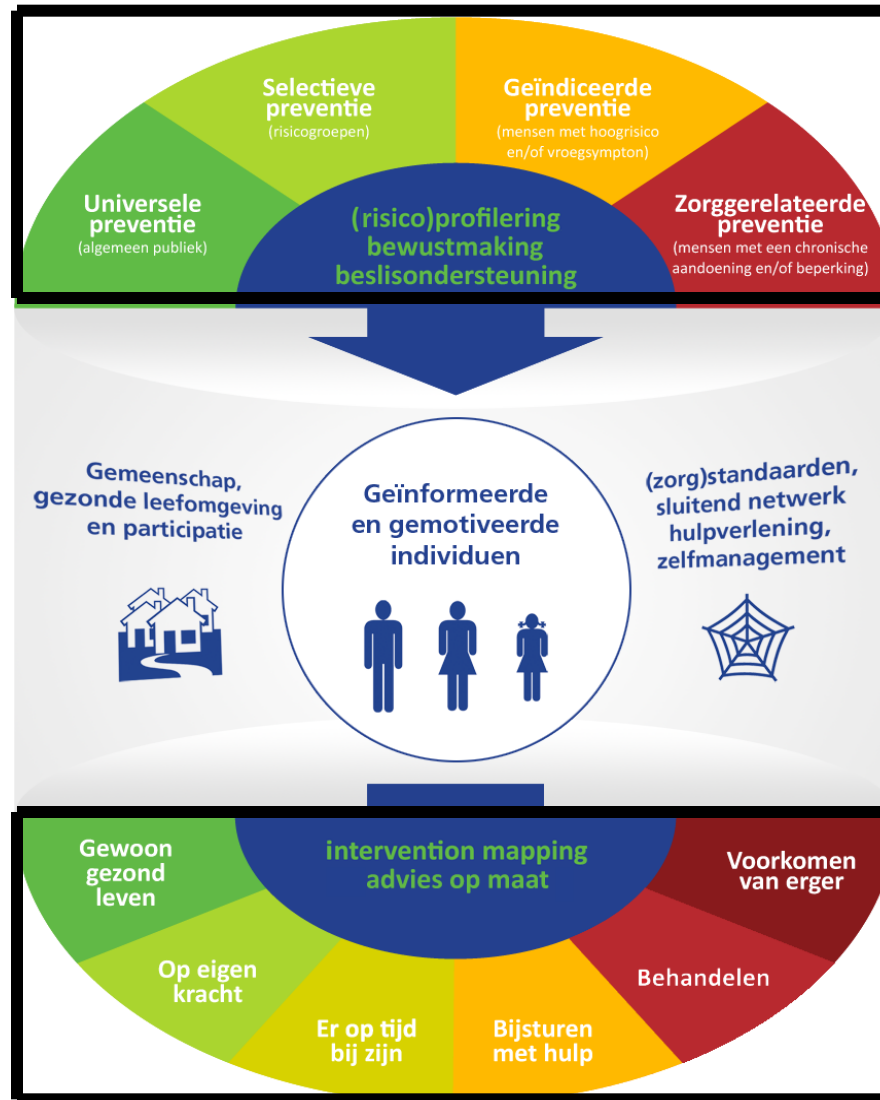 Selectieve
preventie
(risicogroepen)
Geïndiceerde
preventie
(mensen met hoogrisico
en/of vroegsympton)
Universele
preventie
(algemeen publiek)
(risico)profilering
bewustmaking
beslisondersteuning
Zorggerelateerde
preventie
(mensen met een chronische
aandoening en/of beperking)
Gemeenschap,
gezonde leefomgeving
en participatie
Geïnformeerde
en gemotiveerde
individuen
(zorg)standaarden,
sluitend netwerk
hulpverlening,
zelfmanagement
Gewoon
gezond
leven
intervention mapping
advies op maat
Voorkomen
van erger
Op eigen
kracht
Er op tijd
bij zijn
Bijsturen
met hulp
Behandelen